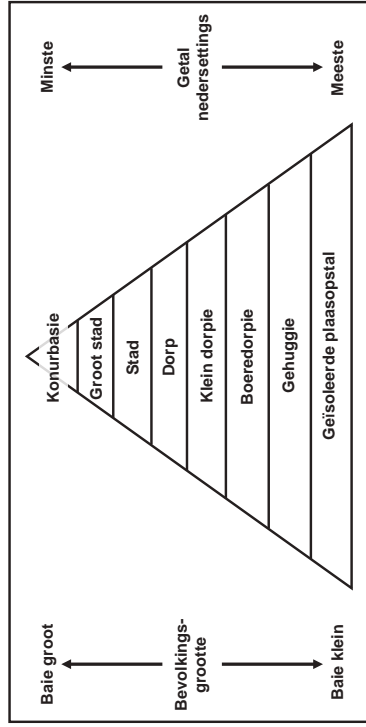 Baie groot
Bevolkings-
grootte
Baie klein
Konurbasie
Groot stad
Stad
Dorp
Klein dorpie
Boeredorpie
Gehuggie
Geïsoleerde plaasopstal
Minste
Getal
nedersettings
Meeste